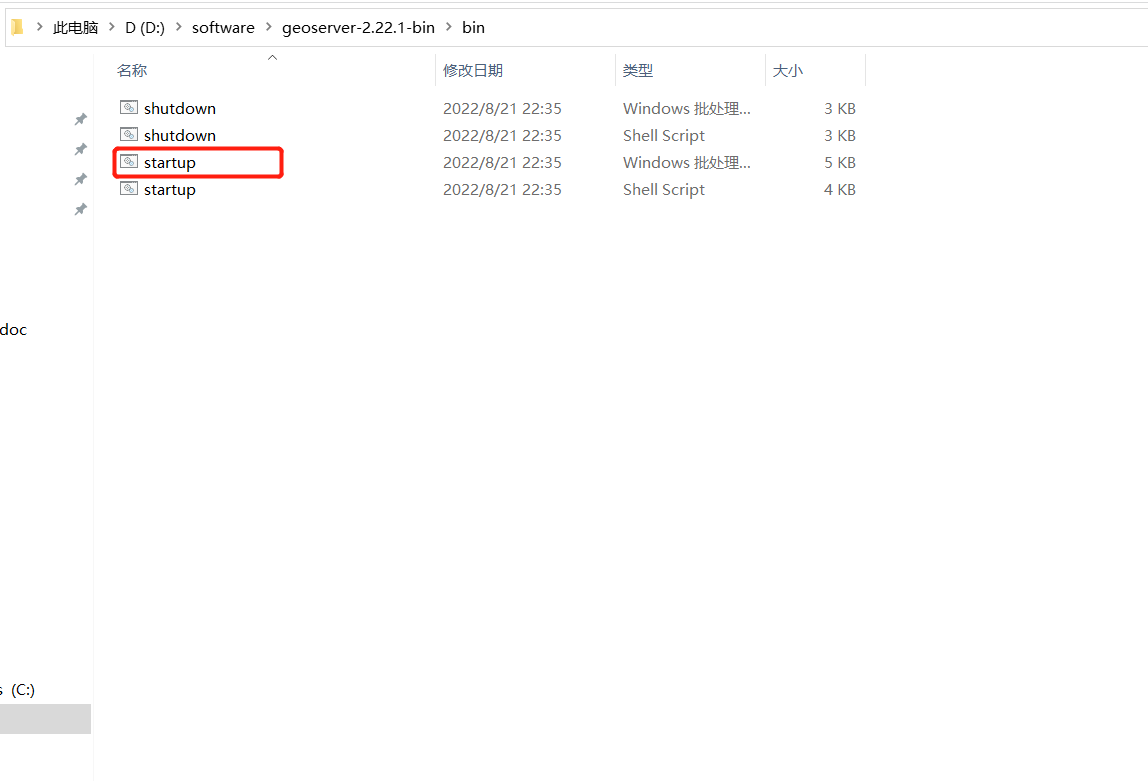 此电脑 > D (D:) > software > geoserver-2.22.1-bin > bin
名称 修改日期 类型 大小
shutdown 2022/8/21 22:35 Windows 批处理... 3 KB
shutdown 2022/8/21 22:35 Shell Script 3 KB
startup 2022/8/21 22:35 Windows 批处理... 5 KB
startup 2022/8/21 22:35 Shell Script 4 KB
doc
s (C:)